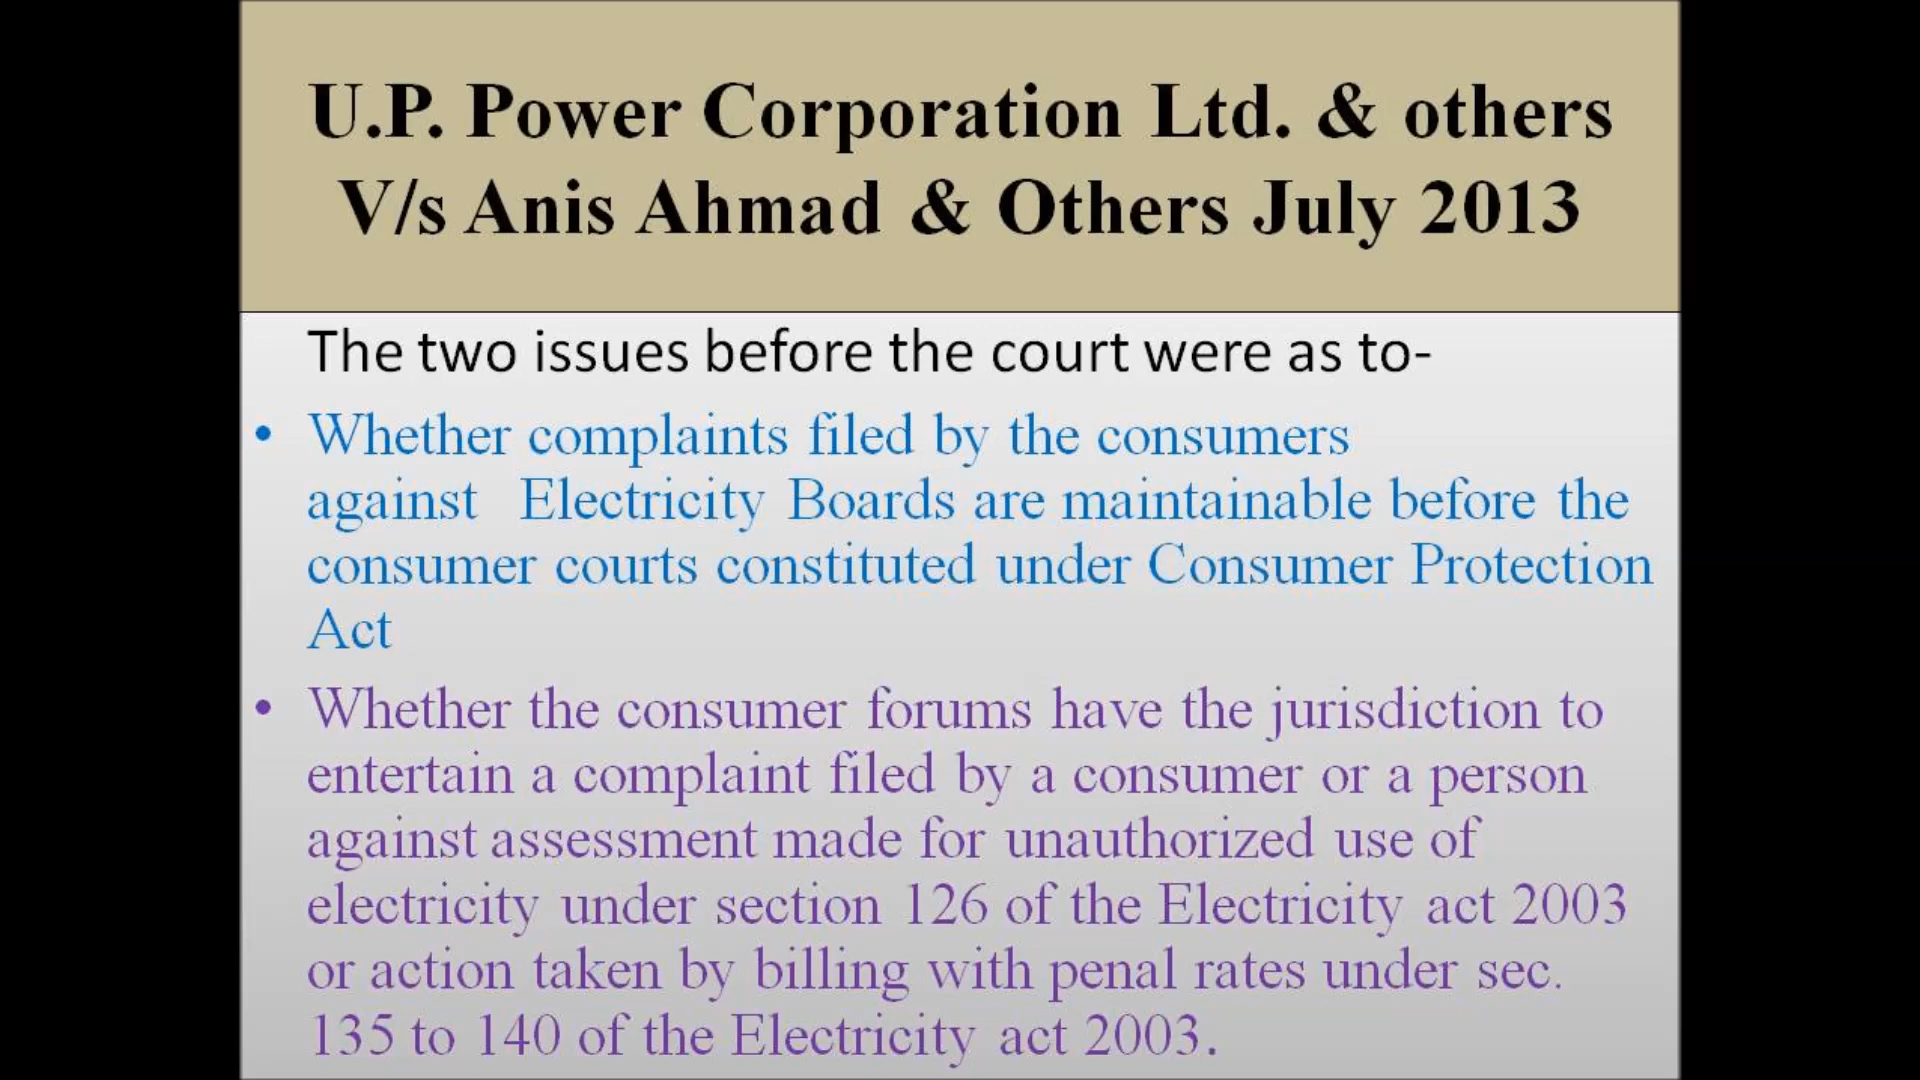 U.P. Power Corporation Ltd. & others
V/s Anis Ahmad & Others July 2013
The two issues before the court were as to-
• Whether complaints filed by the consumers
against Electricity Boards are maintainable before the
consumer courts constituted under Consumer Protection
Act
• Whether the consumer forums have the jurisdiction to
entertain a complaint filed by a consumer or a person
against assessment made for unauthorized use of
electricity under section 126 of the Electricity act 2003
or action taken by billing with penal rates under sec.
135 to 140 of the Electricity act 2003.